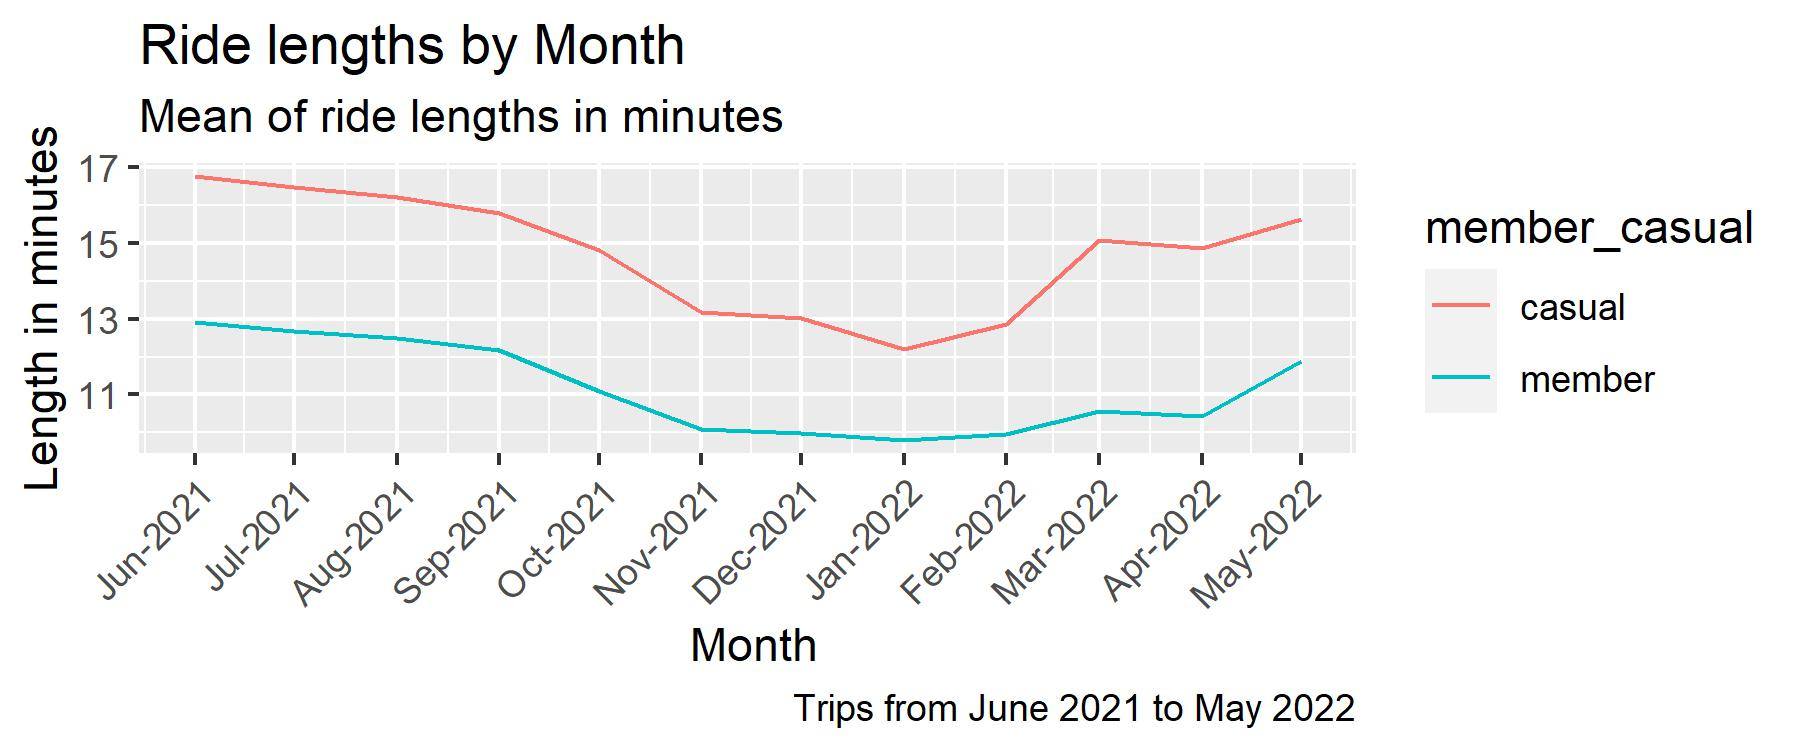 Ride lengths by Month
Mean of ride lengths in minutes
Length in minutes
17
15
13
11
Jun-2021
Jul-2021
Aug-2021
Sep-2021
Oct-2021
Nov-2021
Dec-2021
Jan-2022
Feb-2022
Mar-2022
Apr-2022
May-2022
Month
Trips from June 2021 to May 2022
member_casual
casual
member